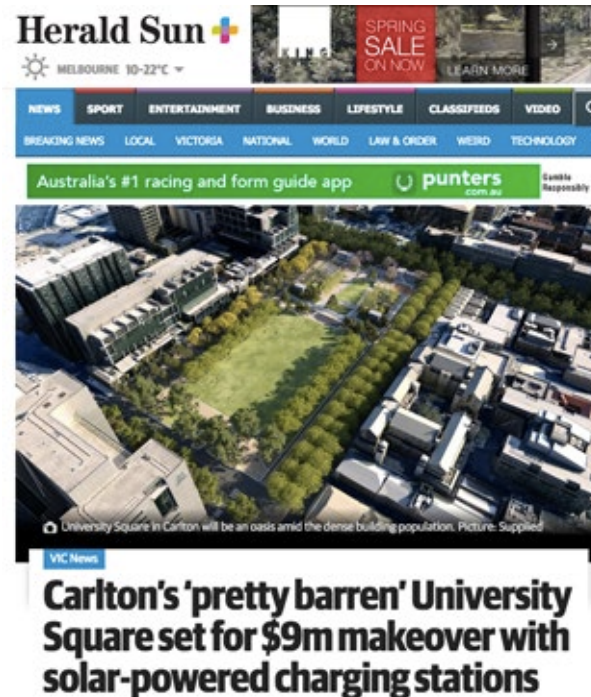 Herald Sun
MELBOURNE 10-22°C
KING
SPRING
SALE
ON NOW
LEARN MORE
NEWS SPORT ENTERTAINMENT BUSINESS LIFESTYLE CLASSIFIEDS VIDEO
BREAKING NEWS LOCAL VICTORIA NATIONAL WORLD LAW & ORDER WEIRD TECHNOLOGY
Australia's #1 racing and form guide app
punters
.com.au
Gamble
Responsibly
University Square in Carlton will be an oasis amid the dense building population. Picture: Supplied
VIC News
Carlton's ‘pretty barren’ University
Square set for $9m makeover with
solar-powered charging stations